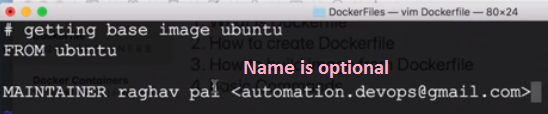 DockerFiles — vim Dockerfile — 80×24
# getting base image ubuntu
FROM ubuntu
2. How to create Dockerfile
Name is optional
MAINTAINER raghav pal <automation.devops@gmail.com>